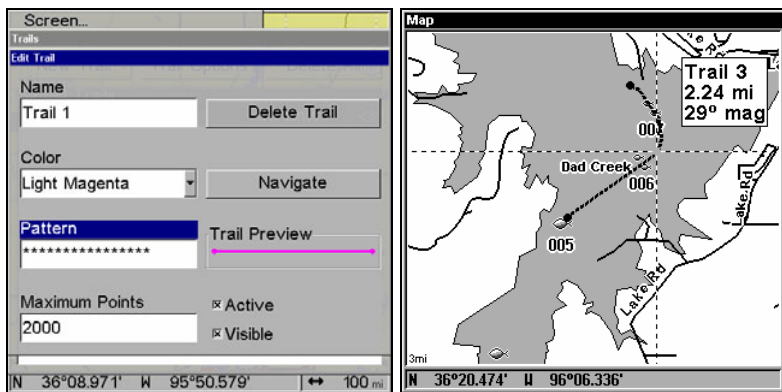 Screen...
Trails
Edit Trail
Name
Trail 1
Delete Trail
Color
Light Magenta
Navigate
Pattern
****************
Trail Preview
Maximum Points
2000
Active
Visible
N 36°08.971' W 95°50.579' ↔ 100 mi
Map
Trail 3
2.24 mi
29º mag
00
Dad Creek
006
005
Lake Rd
Lake Rd
3mi
N 36°20.474' W 96°06.336'